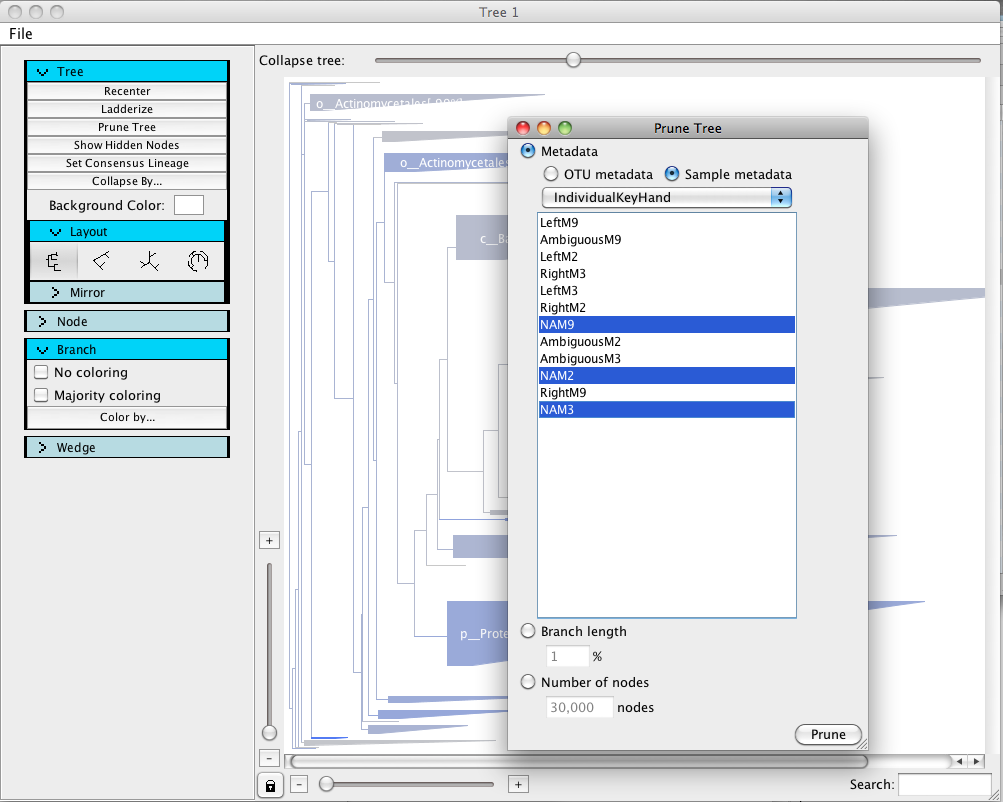 Tree 1
File
Tree
Recenter
Ladderize
Prune Tree
Show Hidden Nodes
Set Consensus Lineage
Collapse By...
Background Color:
Layout
Mirror
Node
Branch
No coloring
Majority coloring
Color by...
Wedge
Collapse tree:
o__Actinomycetales
o__Actinomycetales
c__Ba
p__Prote
+
-
-
+
Search:
Prune Tree
Metadata
OTU metadata
Sample metadata
IndividualKeyHand
LeftM9
AmbiguousM9
LeftM2
RightM3
LeftM3
RightM2
NAM9
AmbiguousM2
AmbiguousM3
NAM2
RightM9
NAM3
Branch length
1 %
Number of nodes
30,000 nodes
Prune